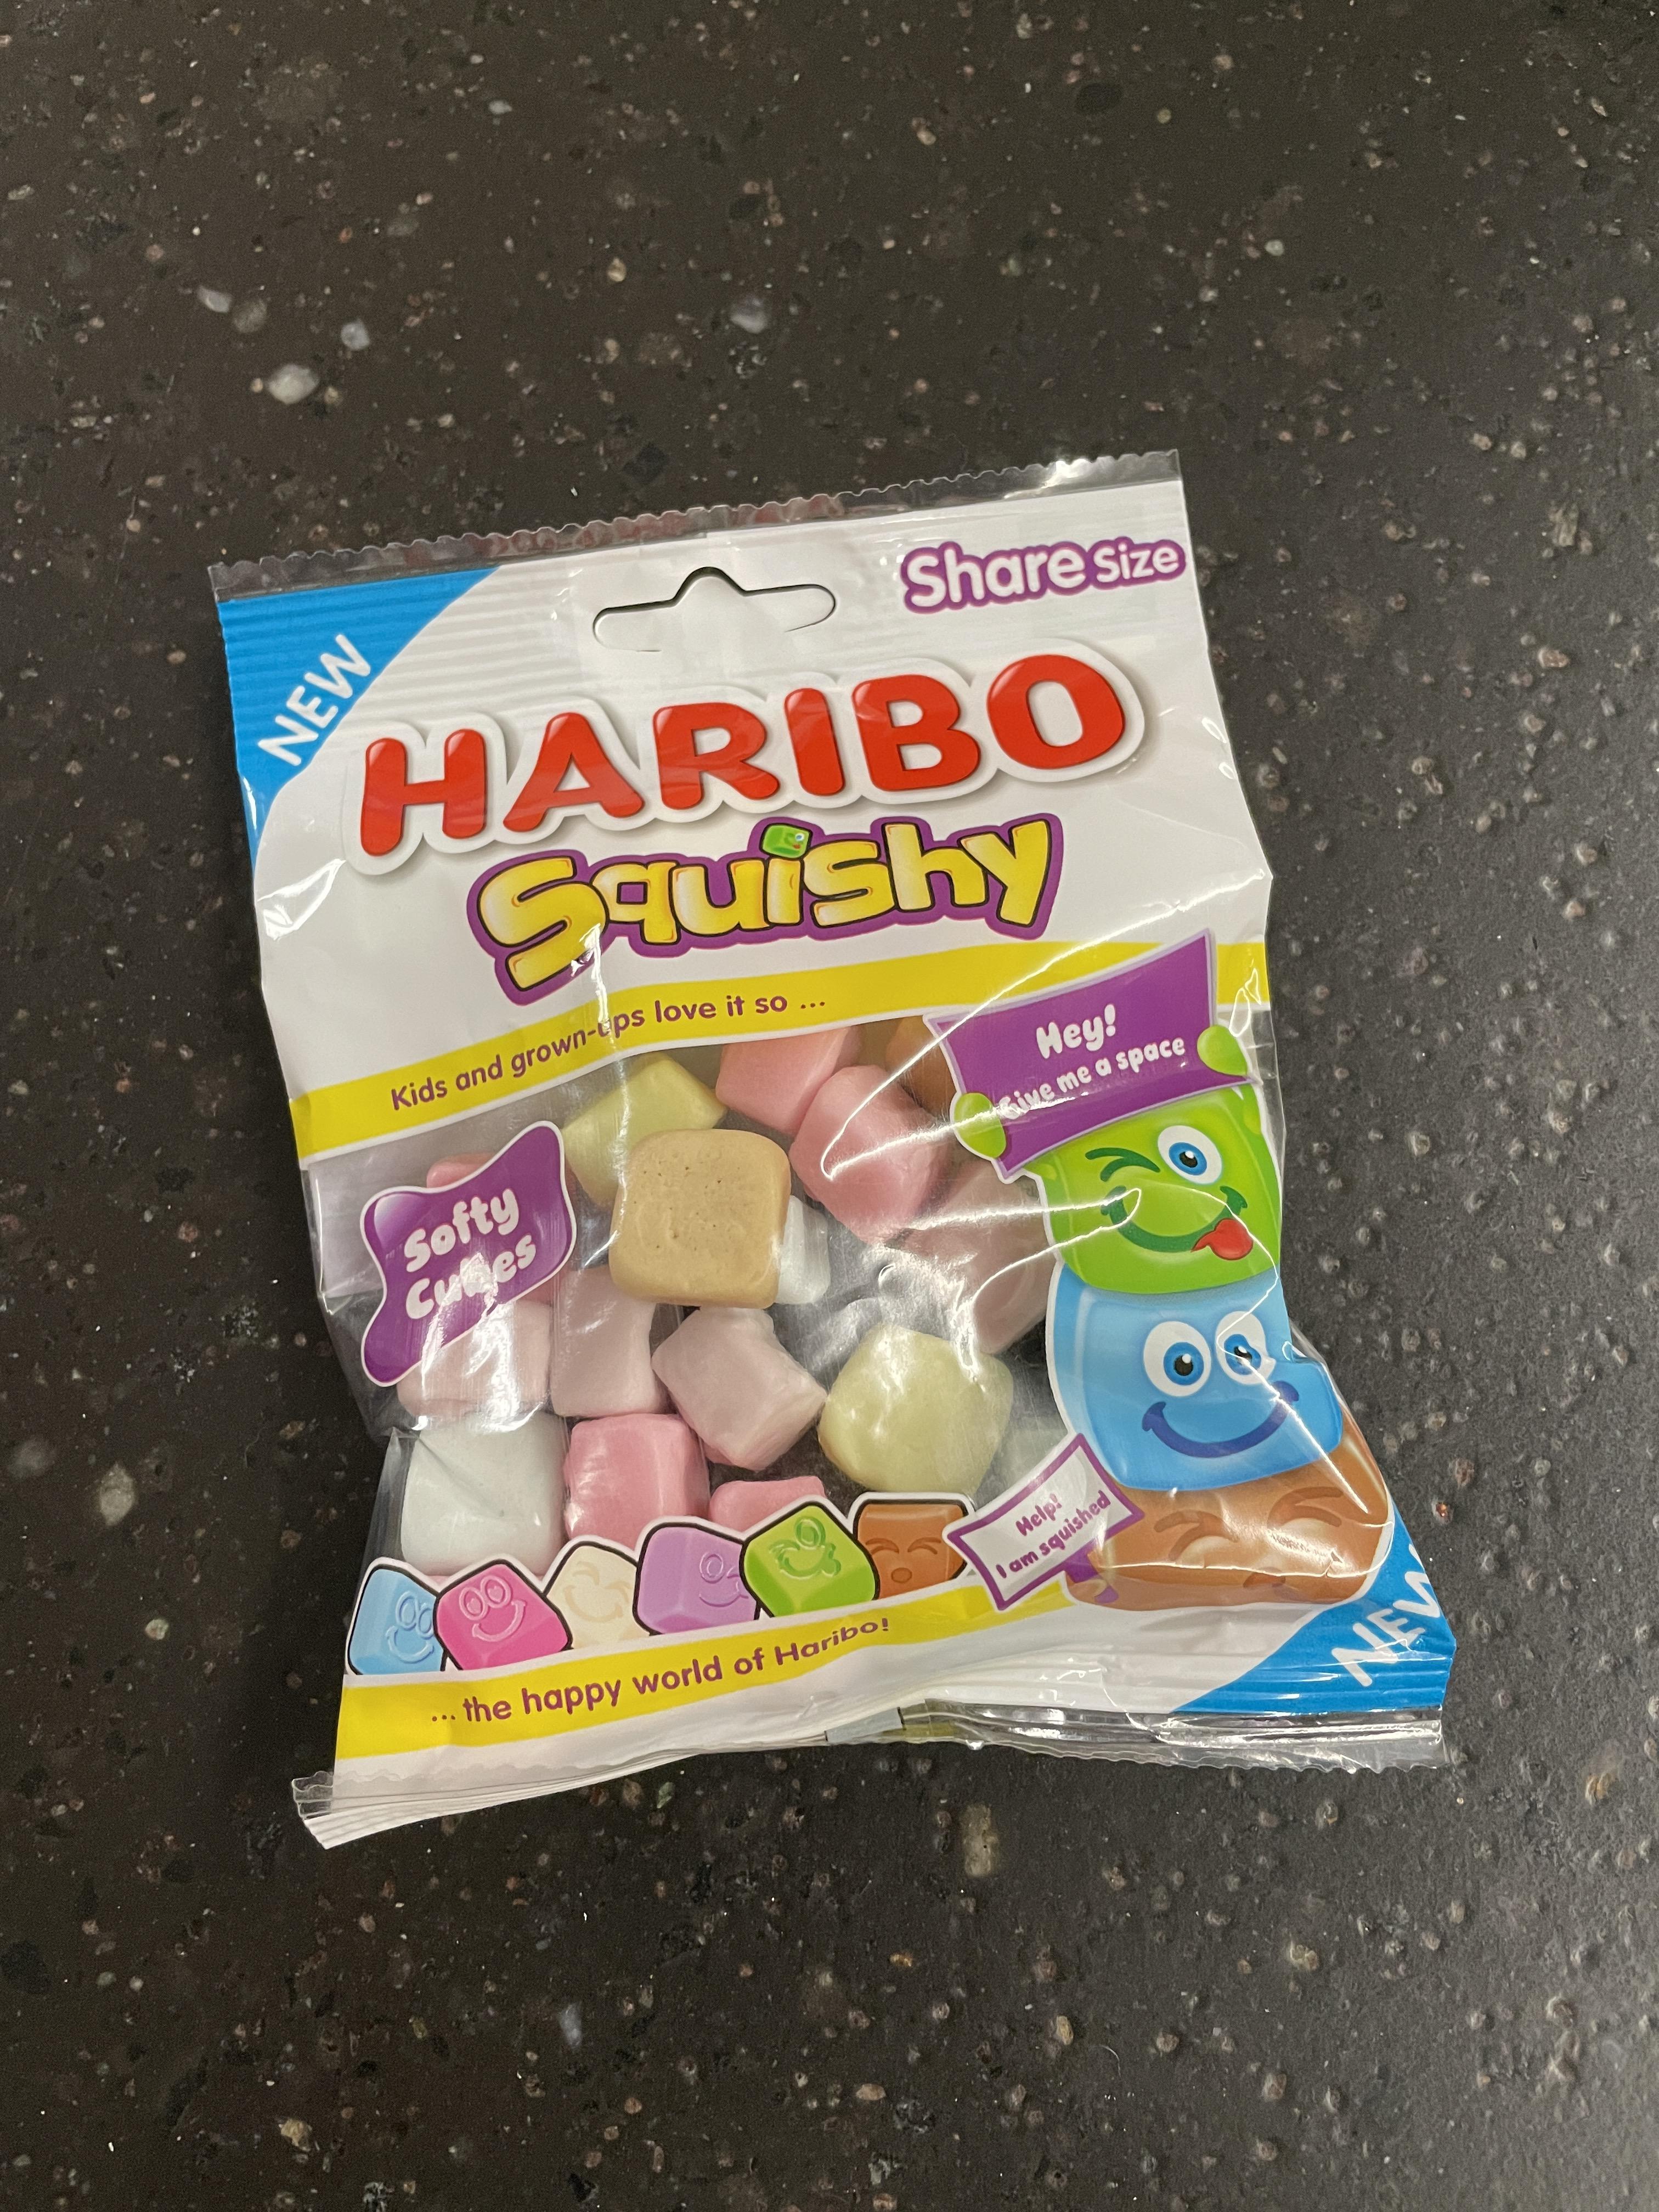 NEW
Share Size
HARIBO
Squishy
Kids and grown-ups love it so ...
Hey!
Give me a space
Softy
Cubes
Help!
I am squished
... the happy world of Haribo!
NEW